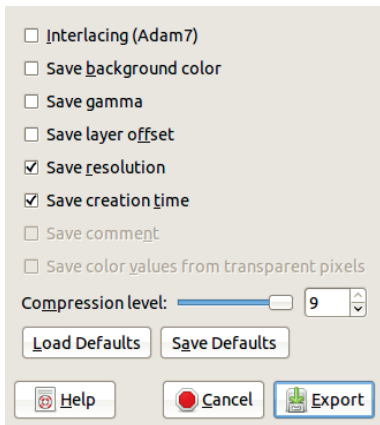 Interlacing (Adam7)
Save background color
Save gamma
Save layer offset
Save resolution
Save creation time
Save comment
Save color values from transparent pixels
Compression level: 9
Load Defaults Save Defaults
Help Cancel Export